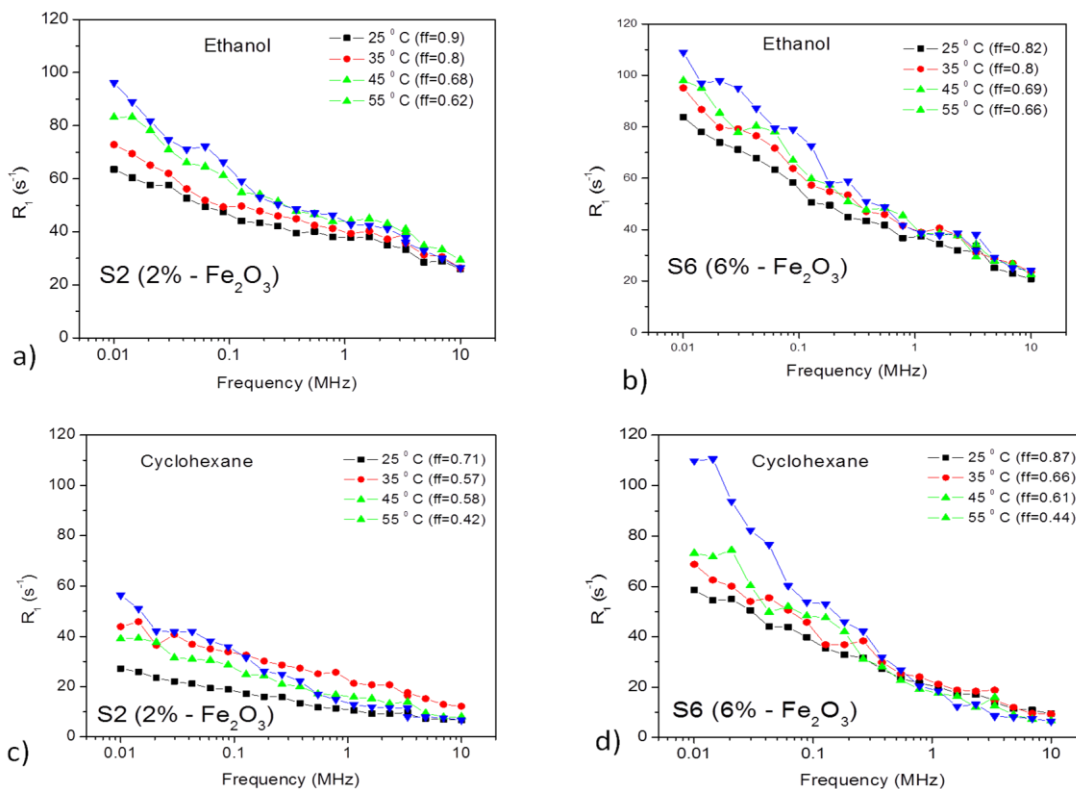 a)
Ethanol
25 ⁰ C (ff=0.9)
35 ⁰ C (ff=0.8)
45 ⁰ C (ff=0.68)
55 ⁰ C (ff=0.62)
S2 (2% - Fe₂O₃)
R₁ (s⁻¹)
120
100
80
60
40
20
0
0.01
0.1
1
10
Frequency (MHz)
b)
Ethanol
25 ⁰ C (ff=0.82)
35 ⁰ C (ff=0.8)
45 ⁰ C (ff=0.69)
55 ⁰ C (ff=0.66)
S6 (6% - Fe₂O₃)
R₁ (s⁻¹)
120
100
80
60
40
20
0
0.01
0.1
1
10
Frequency (MHz)
c)
Cyclohexane
25 ⁰ C (ff=0.71)
35 ⁰ C (ff=0.57)
45 ⁰ C (ff=0.58)
55 ⁰ C (ff=0.42)
S2 (2% - Fe₂O₃)
R₁ (s⁻¹)
120
100
80
60
40
20
0
0.01
0.1
1
10
Frequency (MHz)
d)
Cyclohexane
25 ⁰ C (ff=0.87)
35 ⁰ C (ff=0.66)
45 ⁰ C (ff=0.61)
55 ⁰ C (ff=0.44)
S6 (6% - Fe₂O₃)
R₁ (s⁻¹)
120
100
80
60
40
20
0
0.01
0.1
1
10
Frequency (MHz)